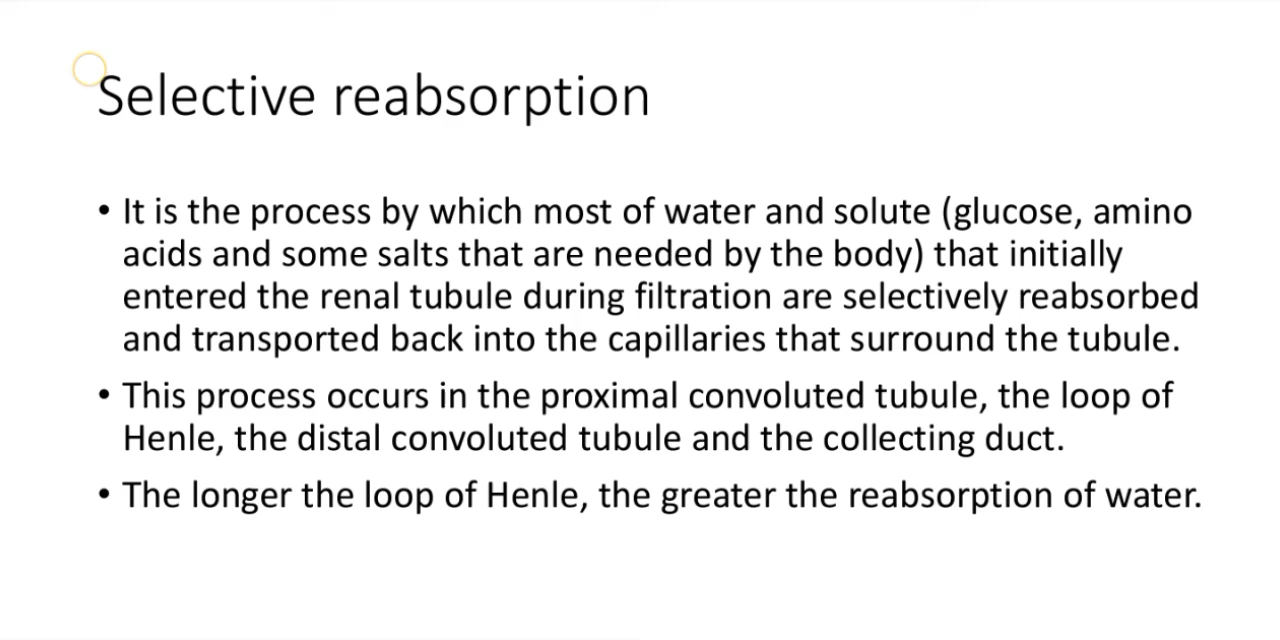 Selective reabsorption
• It is the process by which most of water and solute (glucose, amino
acids and some salts that are needed by the body) that initially
entered the renal tubule during filtration are selectively reabsorbed
and transported back into the capillaries that surround the tubule.
• This process occurs in the proximal convoluted tubule, the loop of
Henle, the distal convoluted tubule and the collecting duct.
• The longer the loop of Henle, the greater the reabsorption of water.